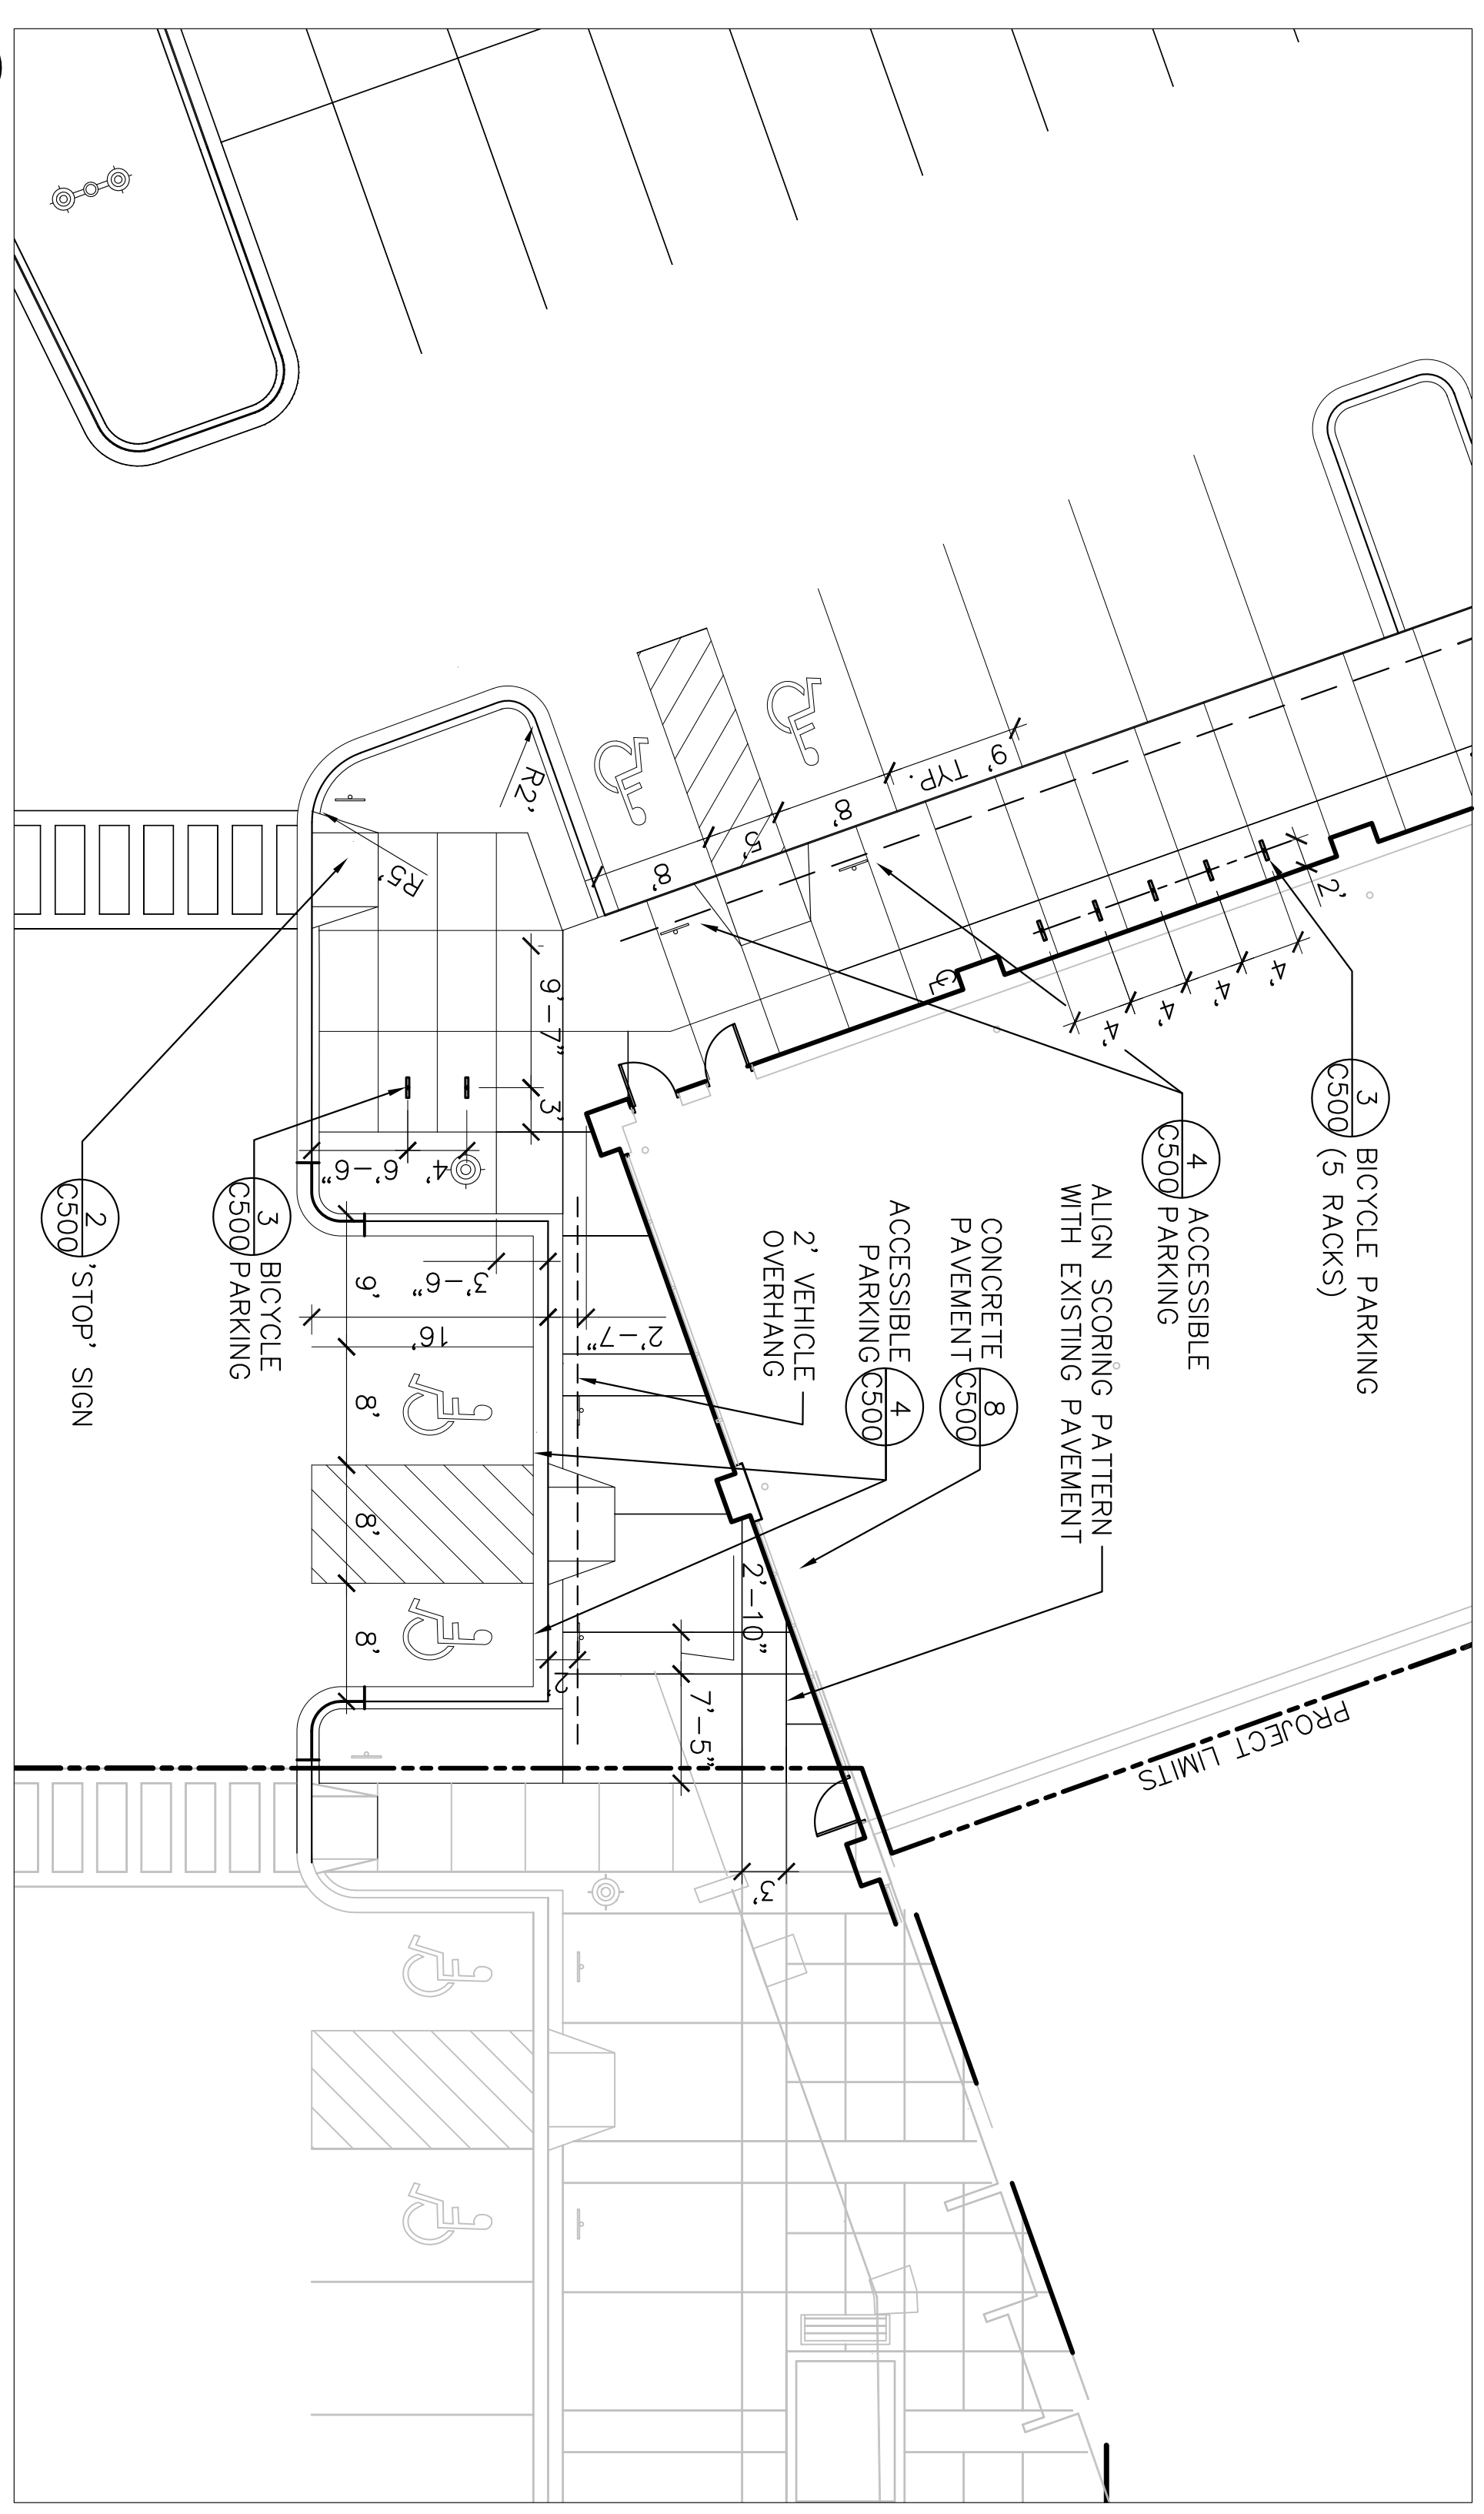 3
C500
BICYCLE PARKING
(5 RACKS)
4
C500
ACCESSIBLE
PARKING
ALIGN SCORING PATTERN
WITH EXISTING PAVEMENT
CONCRETE
PAVEMENT
8
C500
ACCESSIBLE
PARKING
4
C500
2' VEHICLE
OVERHANG
3
C500
BICYCLE
PARKING
2
C500
'STOP' SIGN
PROJECT LIMITS
2'
4'
4'
4'
4'
9' TYP.
8'
5'
8'
R2'
R5'
9'-7"
3'
4'
6'-6"
3'-6"
16'
2'-7"
9'
8'
8'
8'
2'
2'-10"
7'-5"
3'